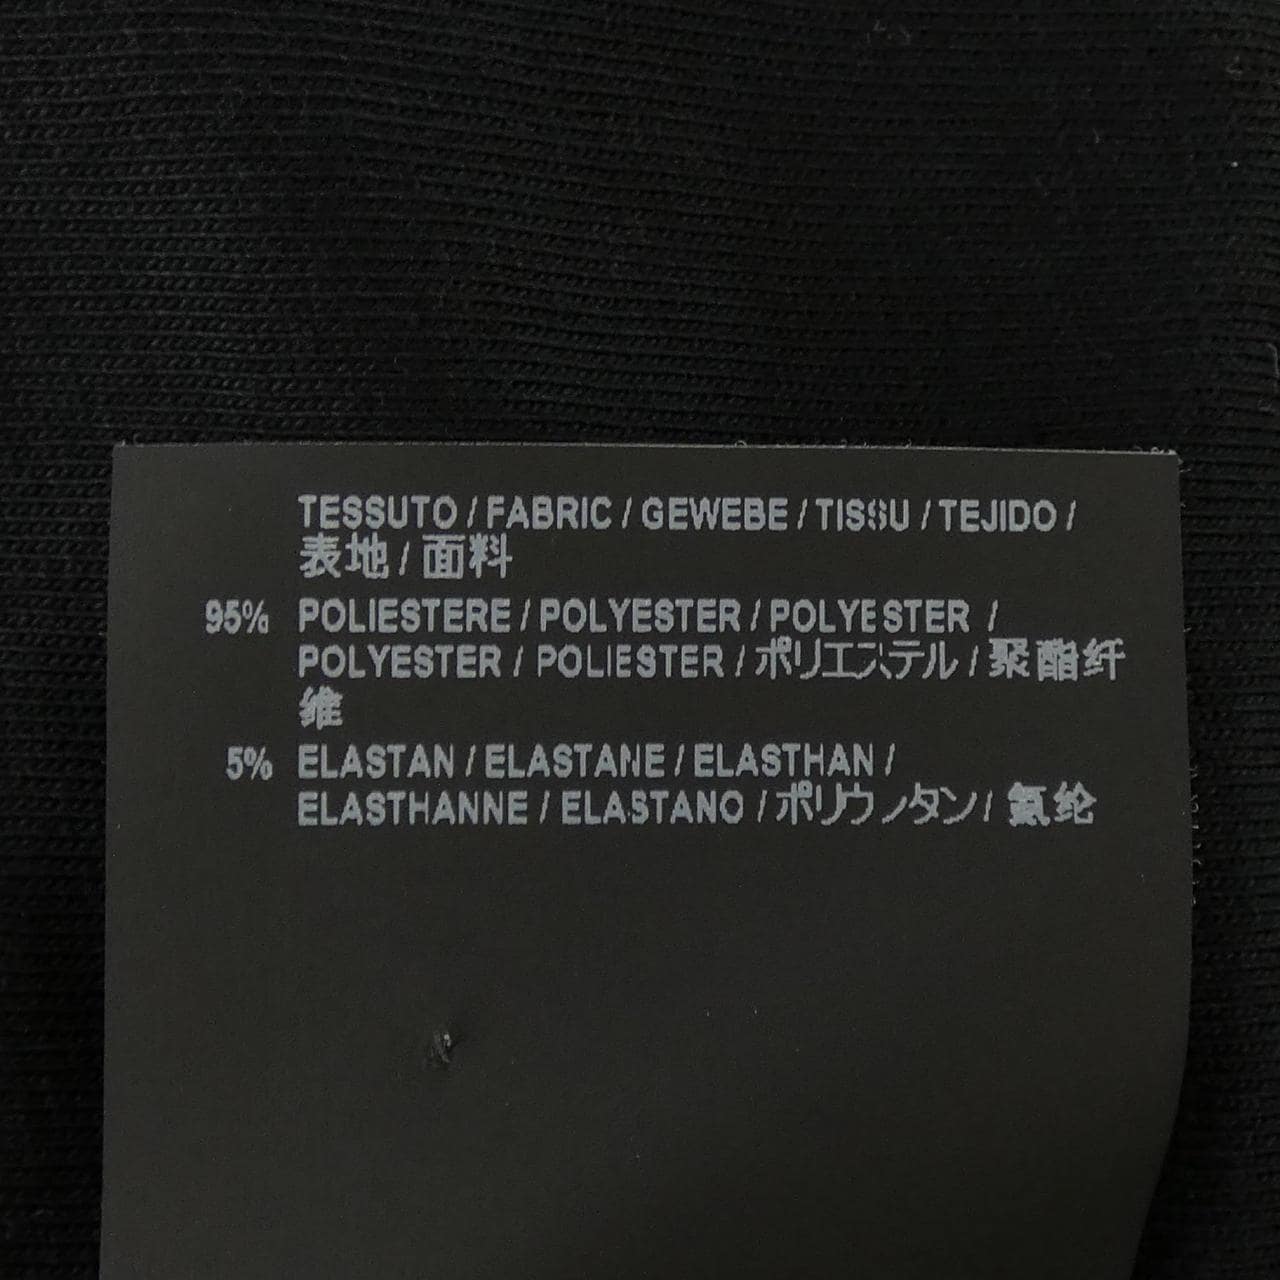 TESSUTO / FABRIC / GEWEBE / TISSU / TEJIDO /
表地 / 面料
95% POLIESTERE / POLYESTER / POLYESTER /
POLYESTER / POLIESTER / ポリエステル / 聚酯纤
维
5% ELASTAN / ELASTANE / ELASTHAN /
ELASTHANNE / ELASTANO / ポリウレタン / 氨纶